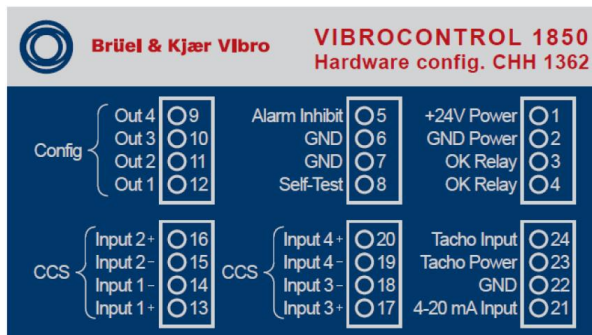 Brüel & Kjær Vibro
VIBROCONTROL 1850
Hardware config. CHH 1362
Config
Out 4 9
Out 3 10
Out 2 11
Out 1 12
Alarm Inhibit 5
GND 6
GND 7
Self-Test 8
+24V Power 1
GND Power 2
OK Relay 3
OK Relay 4
CCS
Input 2+ 16
Input 2- 15
Input 1- 14
Input 1+ 13
CCS
Input 4+ 20
Input 4- 19
Input 3- 18
Input 3+ 17
Tacho Input 24
Tacho Power 23
GND 22
4-20 mA Input 21